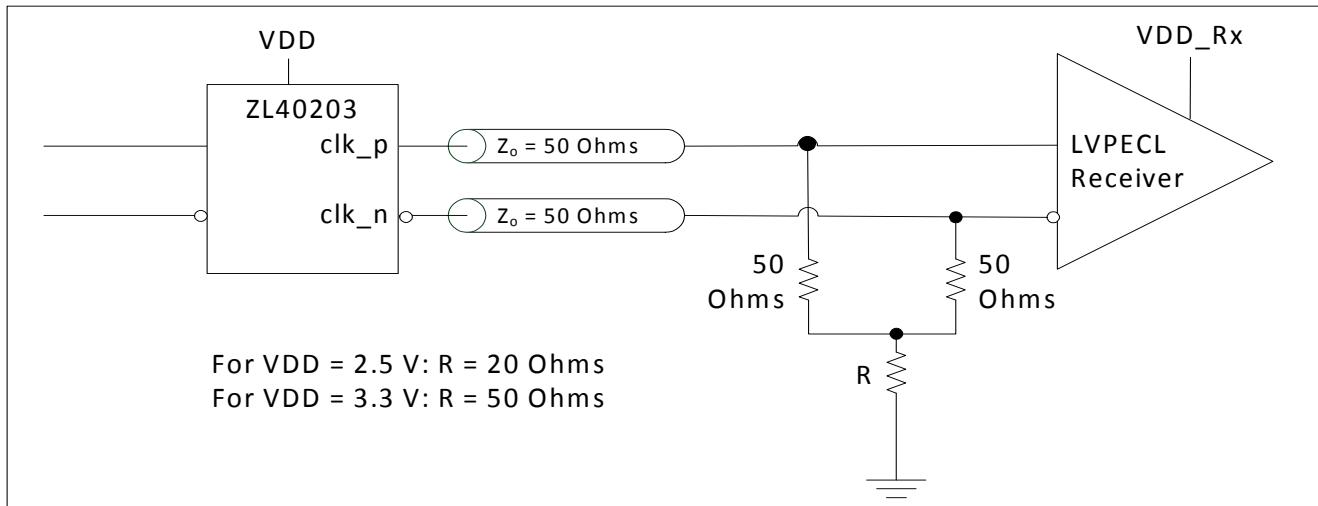 VDD
VDD_Rx
ZL40203
clk_p
Zo = 50 Ohms
LVPECL
Receiver
clk_n
Zo = 50 Ohms
50
Ohms
50
Ohms
For VDD = 2.5 V: R = 20 Ohms
For VDD = 3.3 V: R = 50 Ohms
R